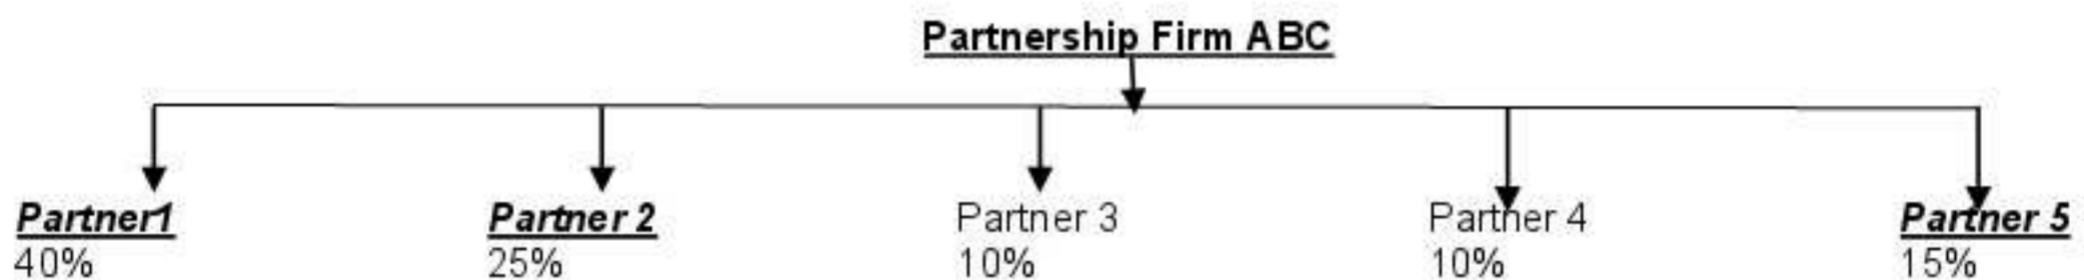 Partnership Firm ABC
Partner1
40%
Partner 2
25%
Partner 3
10%
Partner 4
10%
Partner 5
15%